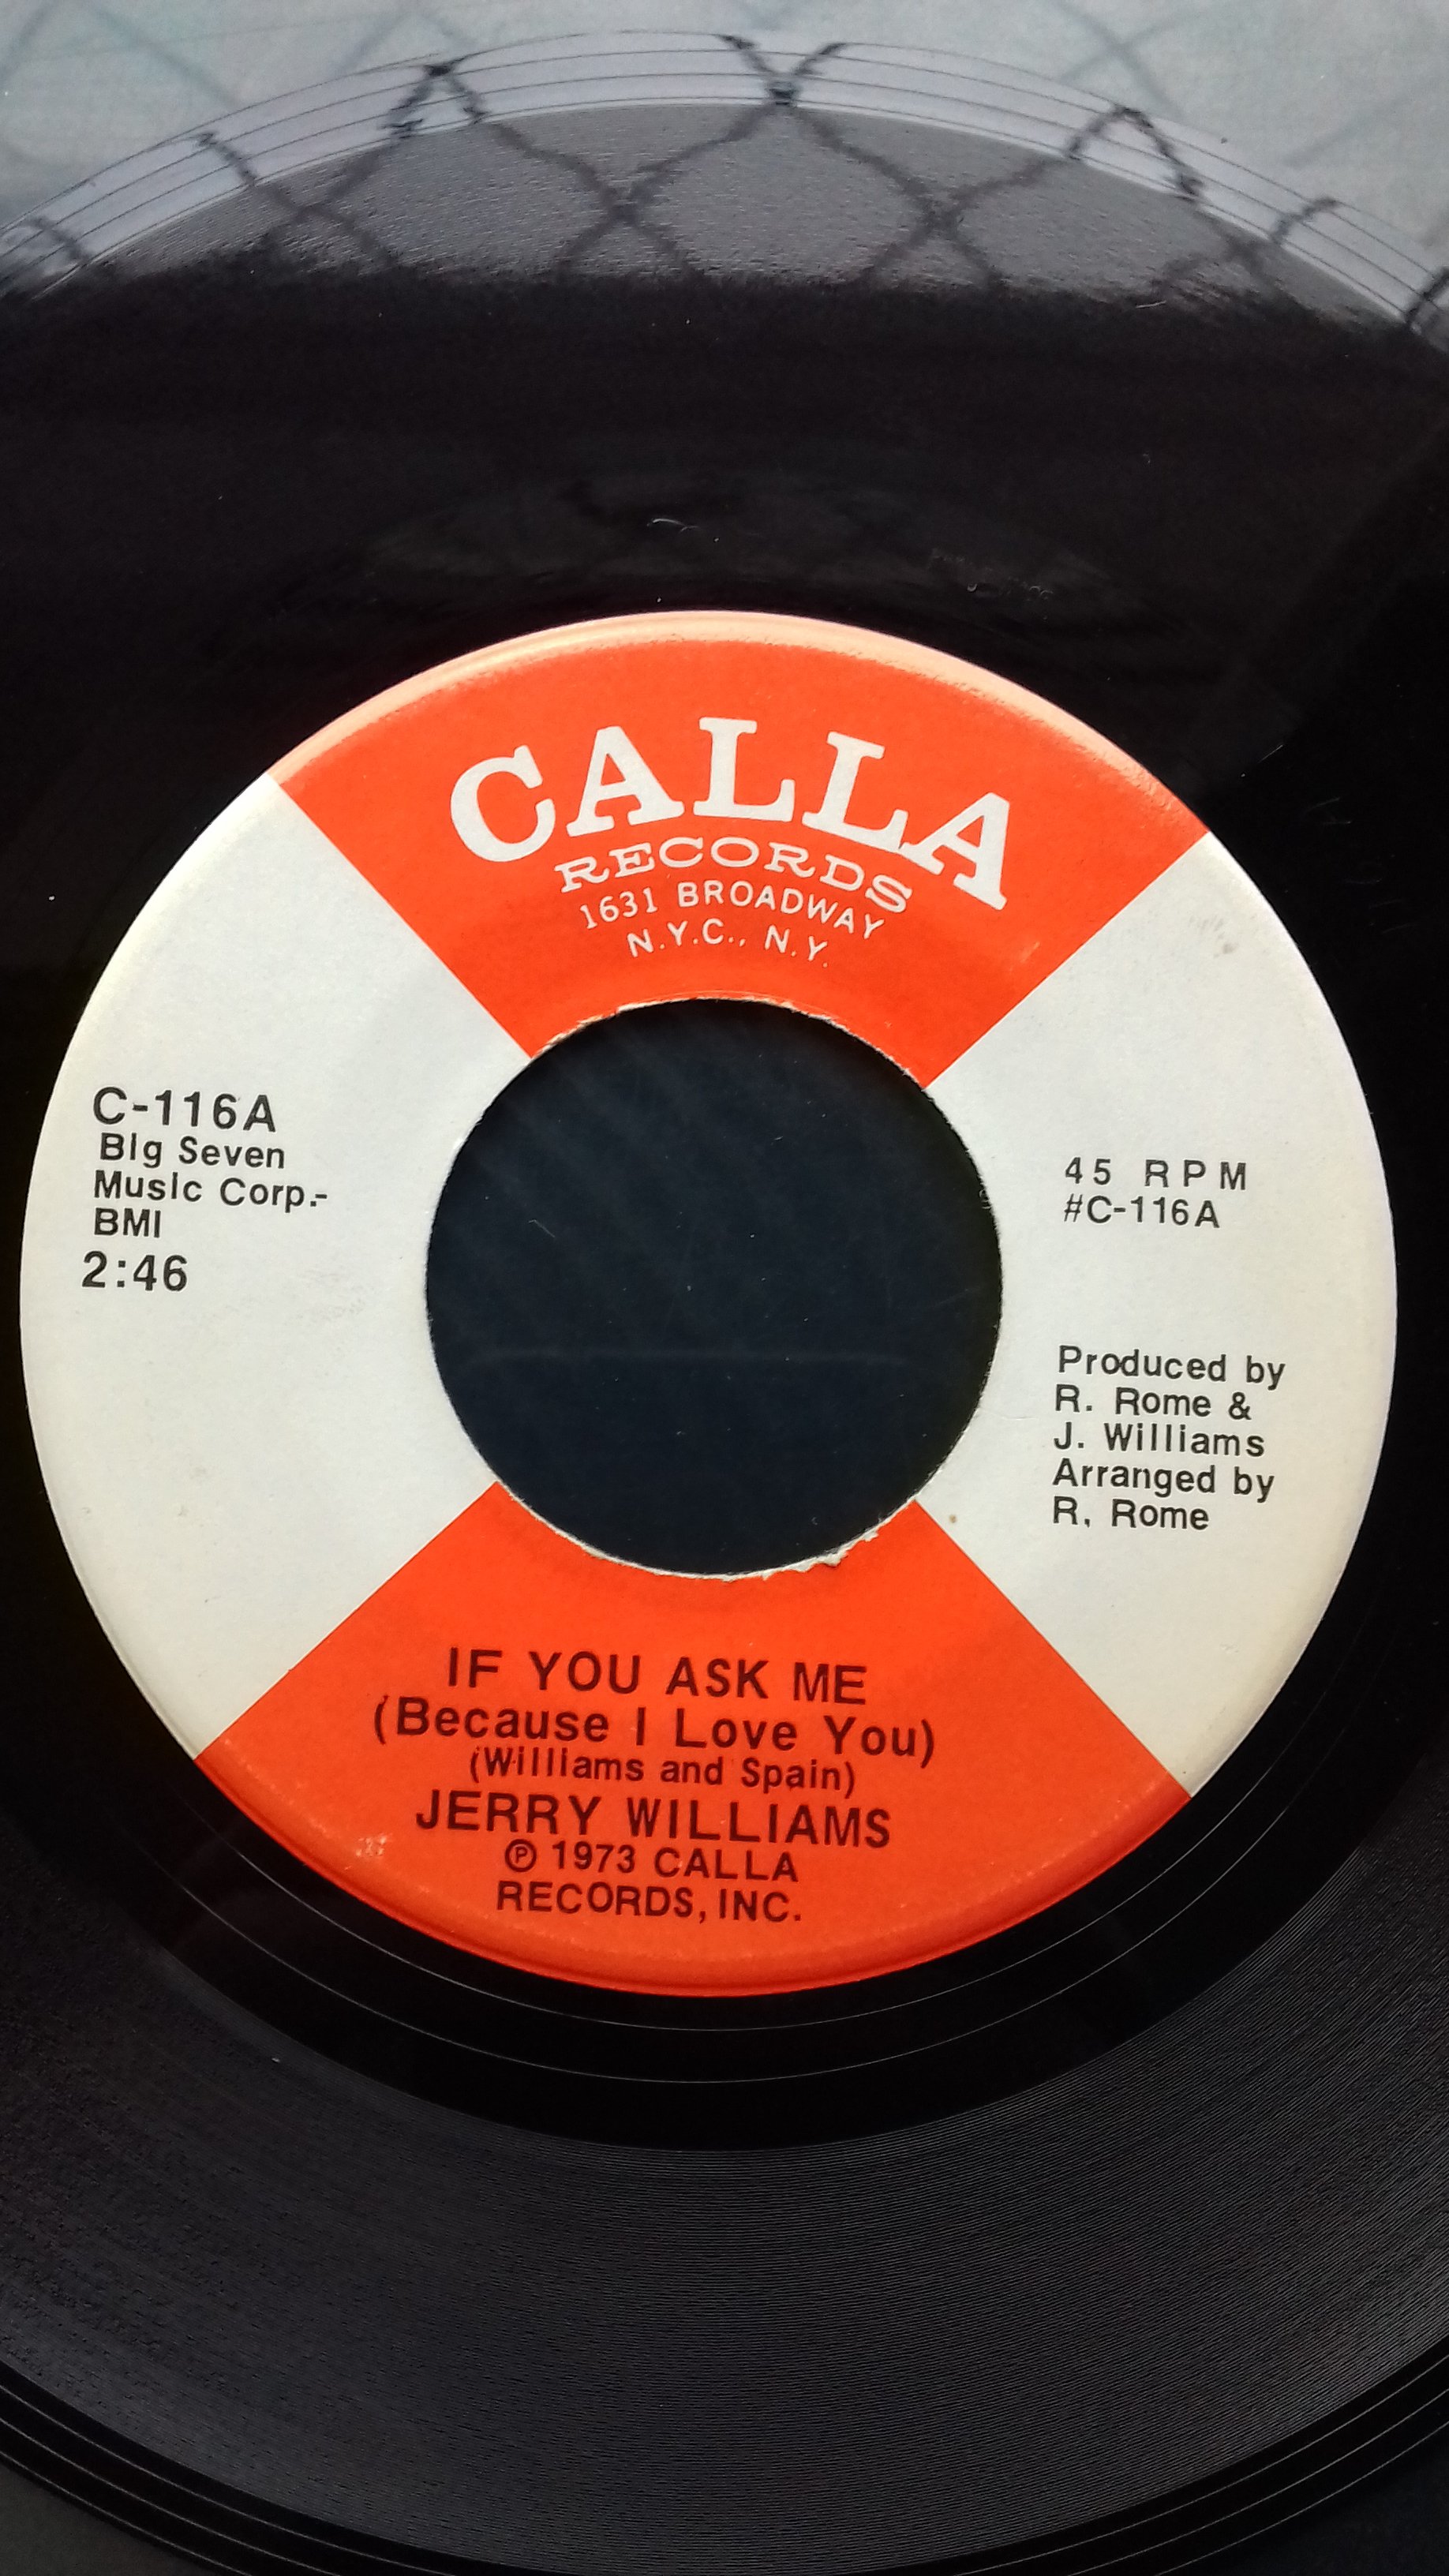 CALLA
RECORDS
1631 BROADWAY
N.Y.C., N.Y.
C-116A
Big Seven
Music Corp.-
BMI
2:46
45 RPM
#C-116A
Produced by
R. Rome &
J. Williams
Arranged by
R. Rome
IF YOU ASK ME
(Because I Love You)
(Williams and Spain)
JERRY WILLIAMS
℗ 1973 CALLA
RECORDS, INC.